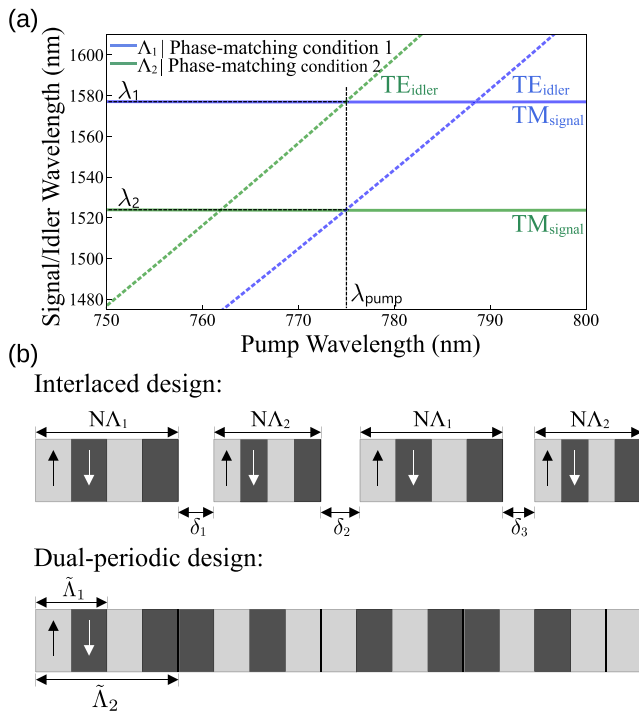 (a)
Λ₁| Phase-matching condition 1
Λ₂| Phase-matching condition 2
1600
1580
1560
1540
1520
1500
1480
Signal/Idler Wavelength (nm)
λ₁
λ₂
λpump
TEidler
TEidler
TMsignal
TMsignal
750
760
770
780
790
800
Pump Wavelength (nm)
(b)
Interlaced design:
NΛ₁ NΛ₂ NΛ₁ NΛ₂
δ₁ δ₂ δ₃
Dual-periodic design:
Λ̃₁
Λ̃₂